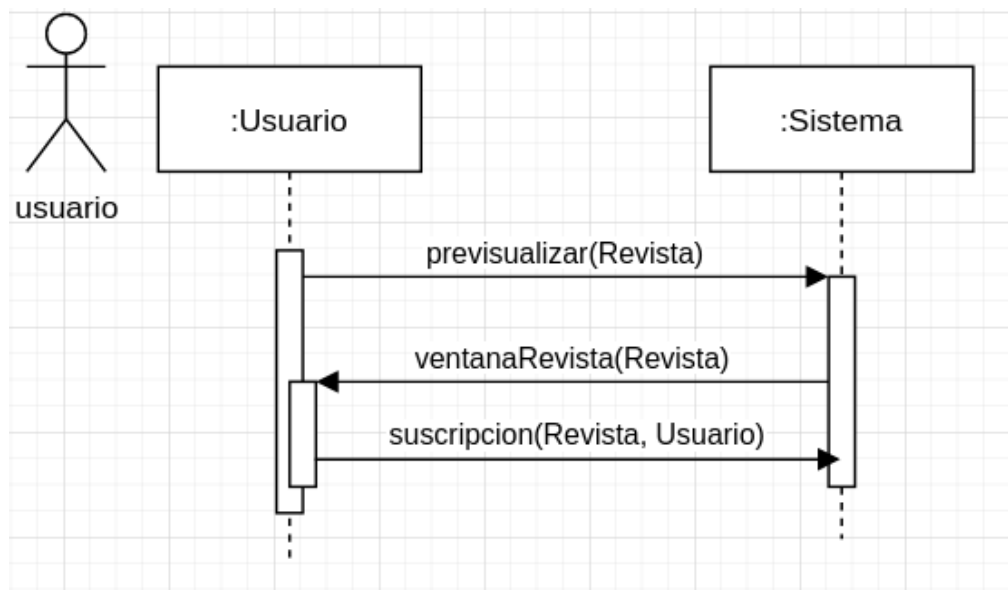 :Usuario
:Sistema
usuario
previsualizar(Revista)
ventanaRevista(Revista)
suscripcion(Revista, Usuario)